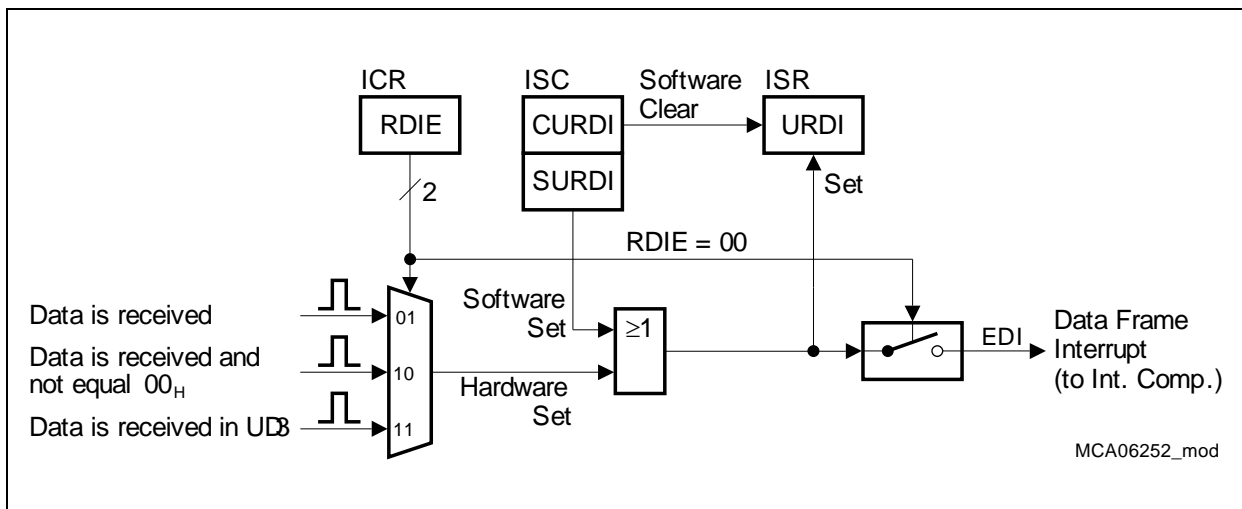 ICR
RDIE
2
ISC
CURDI
SURDI
Software
Clear
ISR
URDI
Set
RDIE = 00
Data is received
01
Data is received and
not equal 00H
10
Data is received in UD3
11
Software
Set
Hardware
Set
≥1
EDI
Data Frame
Interrupt
(to Int. Comp.)
MCA06252_mod